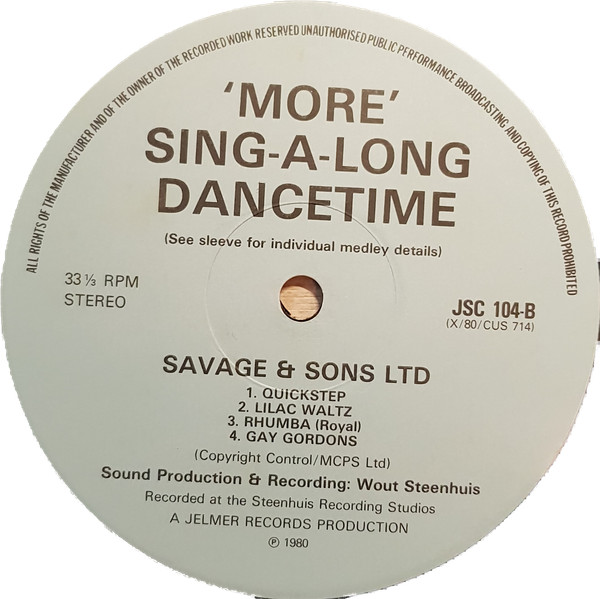 ALL RIGHTS OF THE MANUFACTURER AND OF THE OWNER OF THE RECORDED WORK RESERVED UNAUTHORISED PUBLIC PERFORMANCE BROADCASTING AND COPYING OF THIS RECORD PROHIBITED
'MORE'
SING-A-LONG
DANCETIME
(See sleeve for individual medley details)
33⅓ RPM
STEREO
JSC 104-B
(X/80/CUS 714)
SAVAGE & SONS LTD
1. QUICKSTEP
2. LILAC WALTZ
3. RHUMBA (Royal)
4. GAY GORDONS
(Copyright Control/MCPS Ltd)
Sound Production & Recording: Wout Steenhuis
Recorded at the Steenhuis Recording Studios
A JELMER RECORDS PRODUCTION
℗ 1980